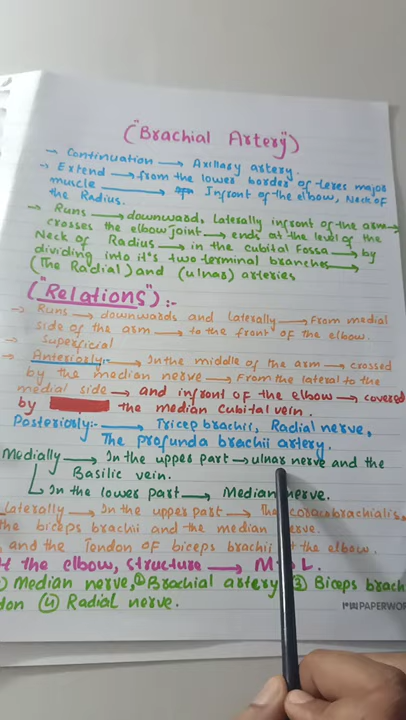 ("Brachial Artery")
→ Continuation → Axillary artery.
→ Extend → from the lower border of teres major
muscle → Infront of the elbow, Neck of
the Radius.
→ Runs → downward, laterally infront of the arm →
crosses the elbow joint → ends at the level of the
Neck of Radius → in the cubital fossa → by
dividing into it's two terminal branches →
(The Radial) and (ulnar) arteries
("Relations") :-
→ Runs → downwards and laterally → From medial
side of the arm → to the front of the elbow.
→ Superficial
→ Anteriorly:- → In the middle of the arm → crossed
by the median nerve → From the lateral to the
medial side → and infront of the elbow → covered
by the median cubital vein.
Posteriorly:- → Tricep brachii, Radial nerve,
The profunda brachii artery.
Medially → In the upper part → ulnar nerve and the
Basilic vein.
↳ In the lower part → Median nerve.
Laterally → In the upper part → The coracobrachialis,
the biceps brachii and the median nerve.
and the Tendon of biceps brachii at the elbow.
the elbow, structure → M L
Median nerve, ② Brachial artery ③ Biceps brach
don ④ Radial nerve.
PAPERWOR